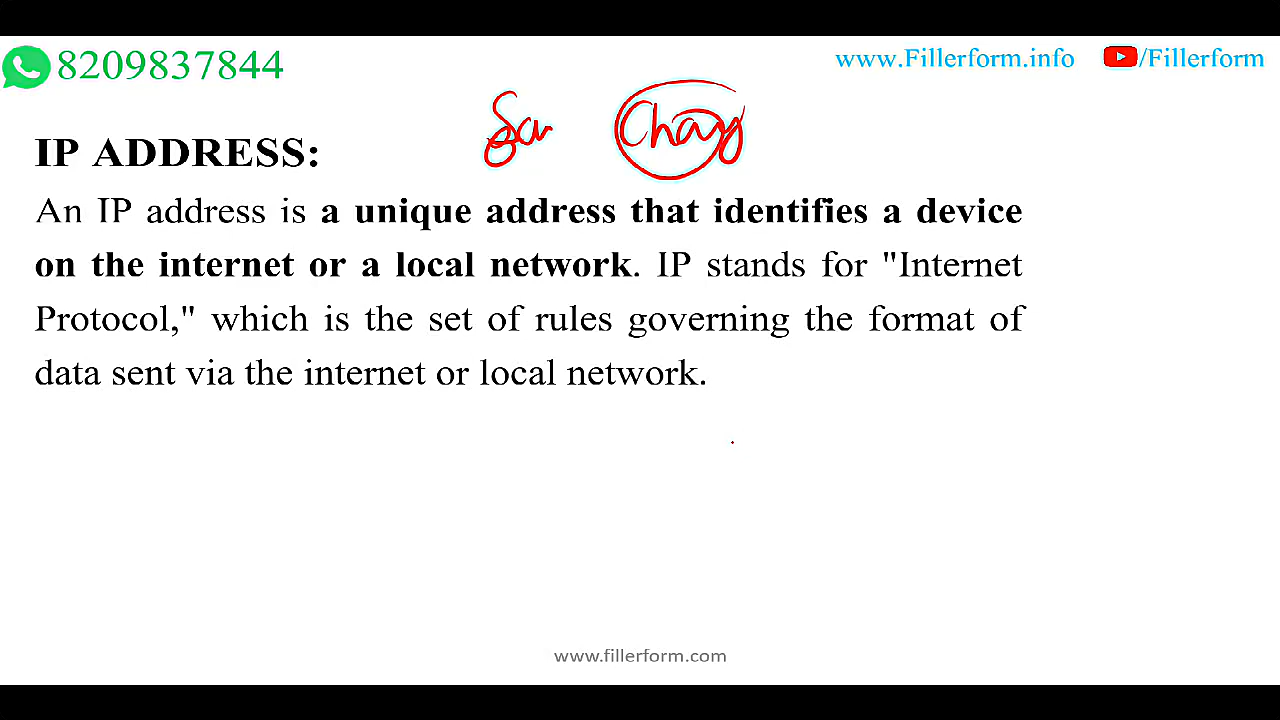 8209837844
www.Fillerform.info
/Fillerform
IP ADDRESS:
An IP address is a unique address that identifies a device
on the internet or a local network. IP stands for "Internet
Protocol," which is the set of rules governing the format of
data sent via the internet or local network.
www.fillerform.com